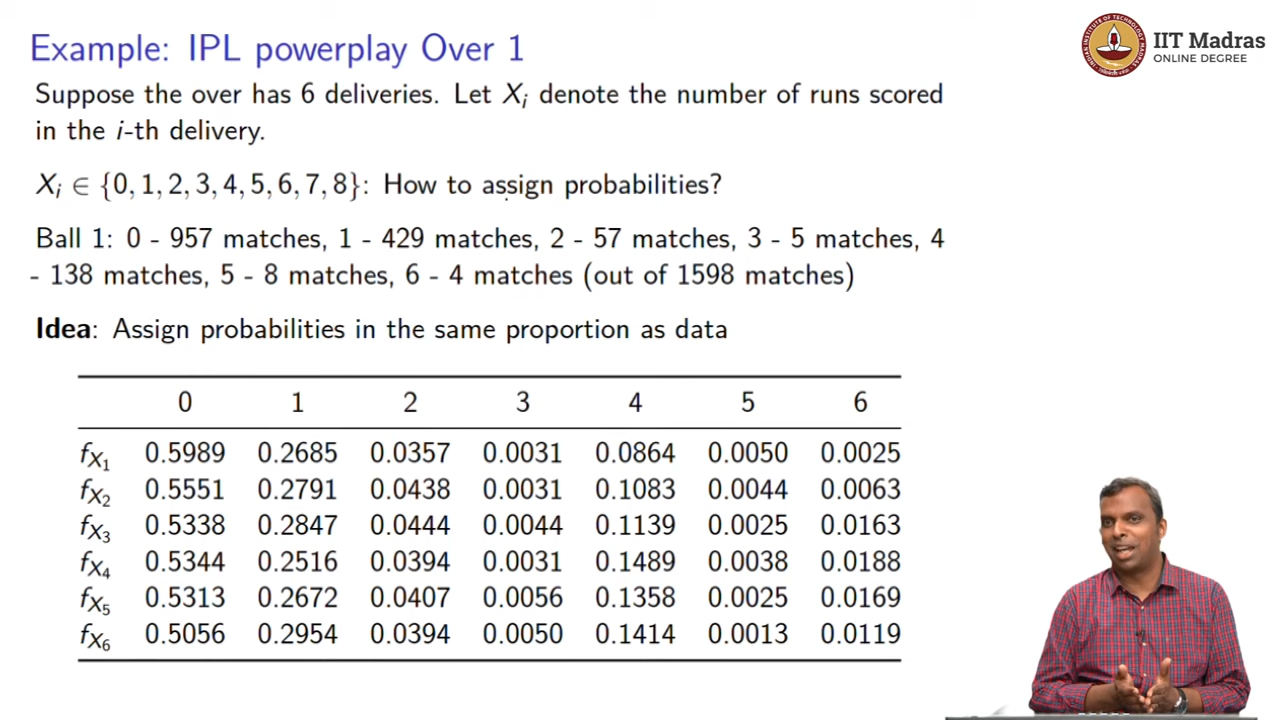 Example: IPL powerplay Over 1
IIT Madras
ONLINE DEGREE
Suppose the over has 6 deliveries. Let Xi denote the number of runs scored
in the i-th delivery.
Xi ∈ {0, 1, 2, 3, 4, 5, 6, 7, 8}: How to assign probabilities?
Ball 1: 0 - 957 matches, 1 - 429 matches, 2 - 57 matches, 3 - 5 matches, 4
- 138 matches, 5 - 8 matches, 6 - 4 matches (out of 1598 matches)
Idea: Assign probabilities in the same proportion as data
0 1 2 3 4 5 6
fX1 0.5989 0.2685 0.0357 0.0031 0.0864 0.0050 0.0025
fX2 0.5551 0.2791 0.0438 0.0031 0.1083 0.0044 0.0063
fX3 0.5338 0.2847 0.0444 0.0044 0.1139 0.0025 0.0163
fX4 0.5344 0.2516 0.0394 0.0031 0.1489 0.0038 0.0188
fX5 0.5313 0.2672 0.0407 0.0056 0.1358 0.0025 0.0169
fX6 0.5056 0.2954 0.0394 0.0050 0.1414 0.0013 0.0119